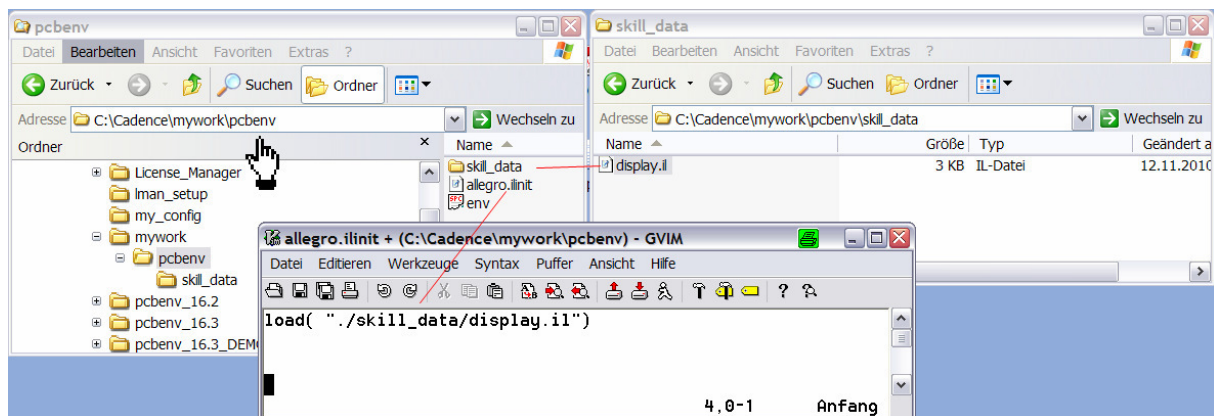 pcbenv
Datei Bearbeiten Ansicht Favoriten Extras ?
Zurück Suchen Ordner
Adresse C:\Cadence\mywork\pcbenv Wechseln zu
Ordner
License_Manager
lman_setup
my_config
mywork
pcbenv
skill_data
pcbenv_16.2
pcbenv_16.3
Name
skill_data
allegro.ilinit
env
skill_data
Datei Bearbeiten Ansicht Favoriten Extras ?
Zurück Suchen Ordner
Adresse C:\Cadence\mywork\pcbenv\skill_data Wechseln zu
Name Größe Typ Geändert a
display.il 3 KB IL-Datei 12.11.2010
allegro.ilinit + (C:\Cadence\mywork\pcbenv) - GVIM
Datei Editieren Werkzeuge Syntax Puffer Ansicht Hilfe
load( "./skill_data/display.il")
4,0-1 Anfang